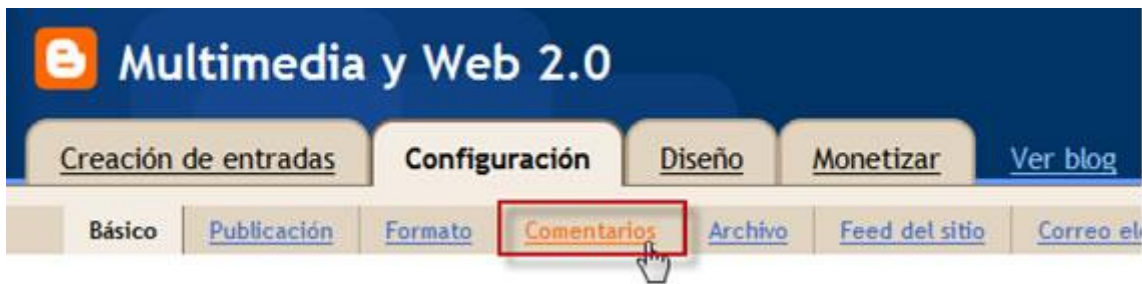 Multimedia y Web 2.0
Creación de entradas Configuración Diseño Monetizar Ver blog
Básico Publicación Formato Comentarios Archivo Feed del sitio Correo